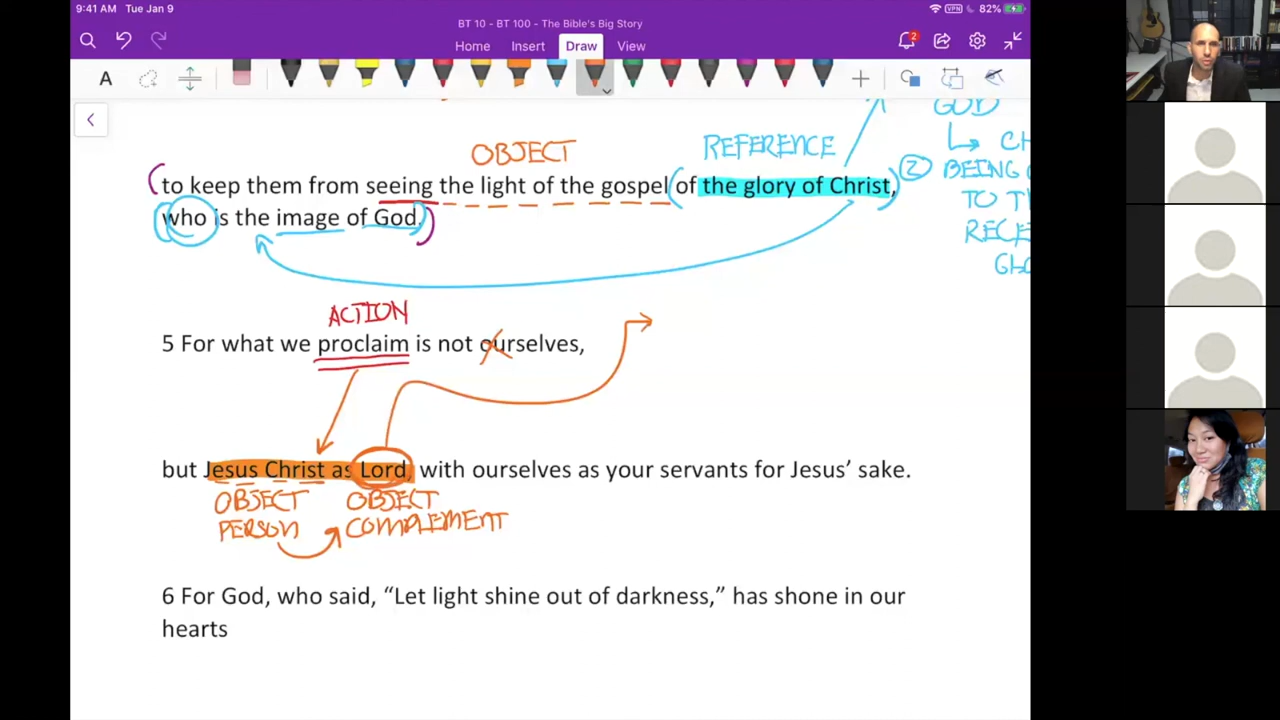 9:41 AM Tue Jan 9
VPN 82%
BT 10 - BT 100 - The Bible's Big Story
Home Insert Draw View
2
A
GOD
OBJECT REFERENCE
(to keep them from seeing the light of the gospel (of the glory of Christ), ②
BEING
(who is the image of God.)
TO
ACTION
5 For what we proclaim is not ourselves,
but Jesus Christ as Lord, with ourselves as your servants for Jesus’ sake.
OBJECT OBJECT
PERSON COMPLEMENT
6 For God, who said, “Let light shine out of darkness,” has shone in our
hearts